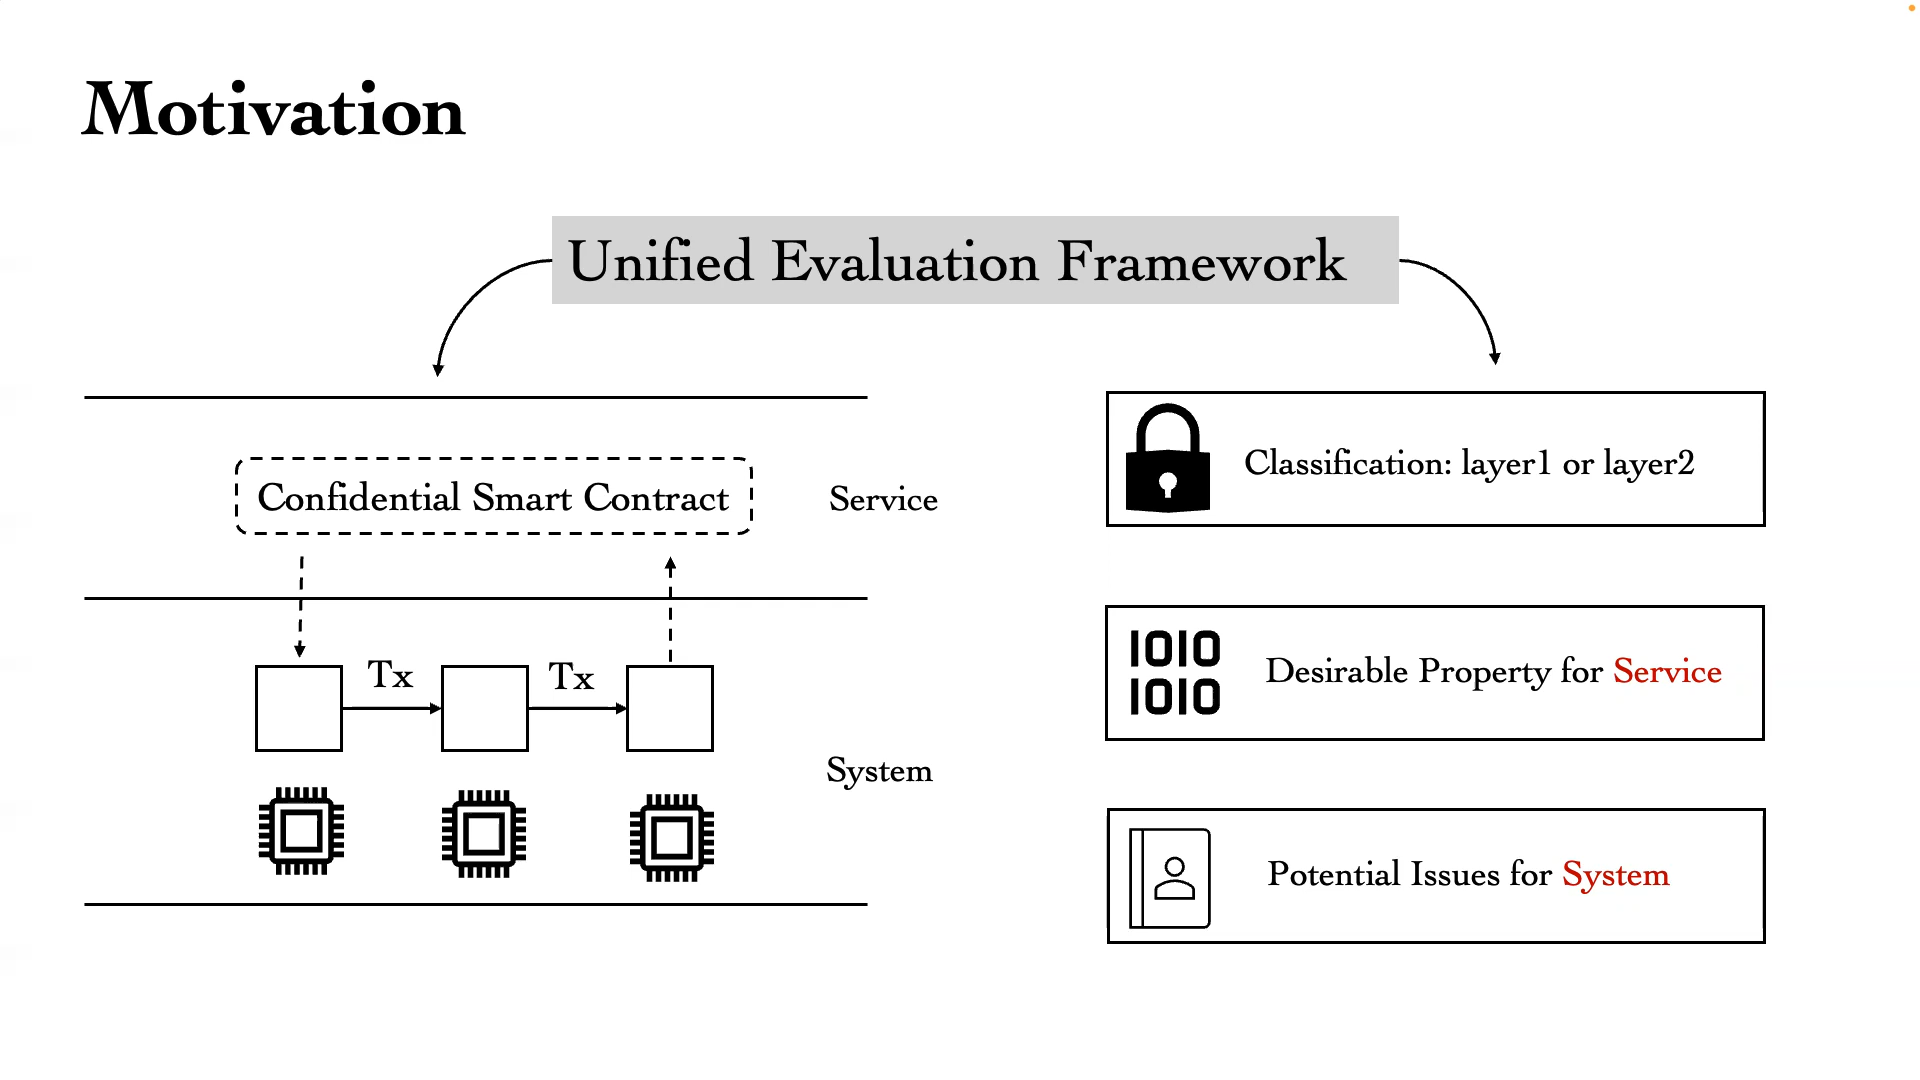 Motivation
Unified Evaluation Framework
Confidential Smart Contract
Service
Tx
Tx
System
Classification: layer1 or layer2
1010
1010
Desirable Property for Service
Potential Issues for System